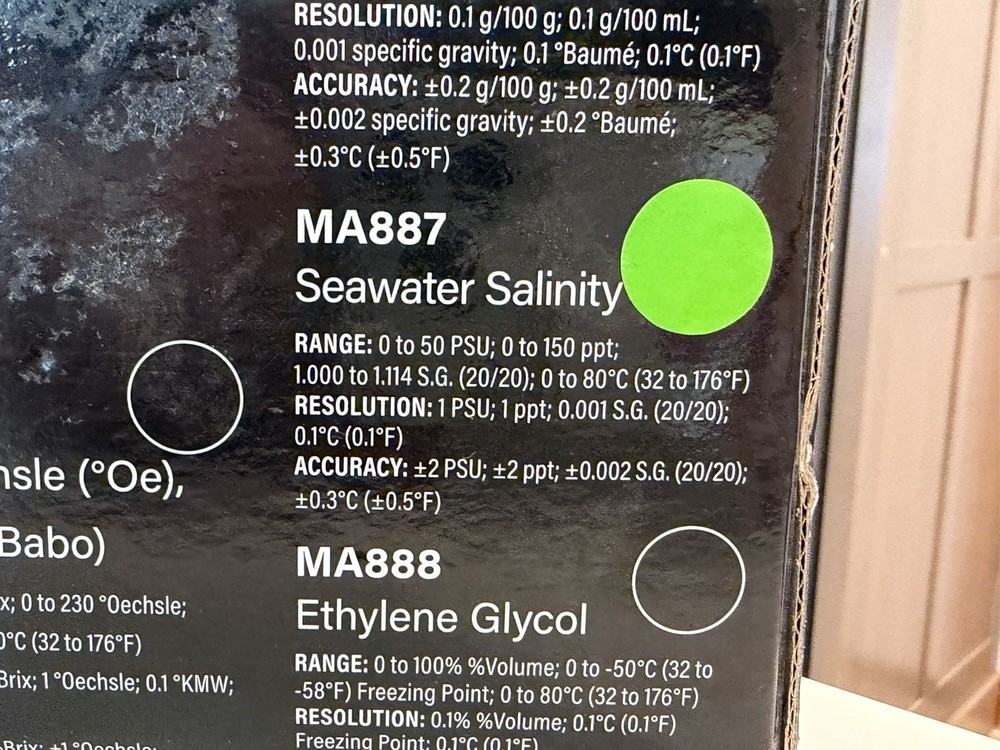 RESOLUTION: 0.1 g/100 g; 0.1 g/100 mL;
0.001 specific gravity; 0.1 °Baumé; 0.1°C (0.1°F)
ACCURACY: ±0.2 g/100 g; ±0.2 g/100 mL;
±0.002 specific gravity; ±0.2 °Baumé;
±0.3°C (±0.5°F)
MA887
Seawater Salinity
RANGE: 0 to 50 PSU; 0 to 150 ppt;
1.000 to 1.114 S.G. (20/20); 0 to 80°C (32 to 176°F)
RESOLUTION: 1 PSU; 1 ppt; 0.001 S.G. (20/20);
0.1°C (0.1°F)
ACCURACY: ±2 PSU; ±2 ppt; ±0.002 S.G. (20/20);
±0.3°C (±0.5°F)
MA888
Ethylene Glycol
RANGE: 0 to 100% %Volume; 0 to -50°C (32 to
-58°F) Freezing Point; 0 to 80°C (32 to 176°F)
RESOLUTION: 0.1% %Volume; 0.1°C (0.1°F)
Freezing Point; 0.1°C (0.1°F)
nsle (°Oe),
Babo)
x; 0 to 230 °Oechsle;
0°C (32 to 176°F)
Brix; 1 °Oechsle; 0.1 °KMW;
Brix; ±1 °Oechsle;